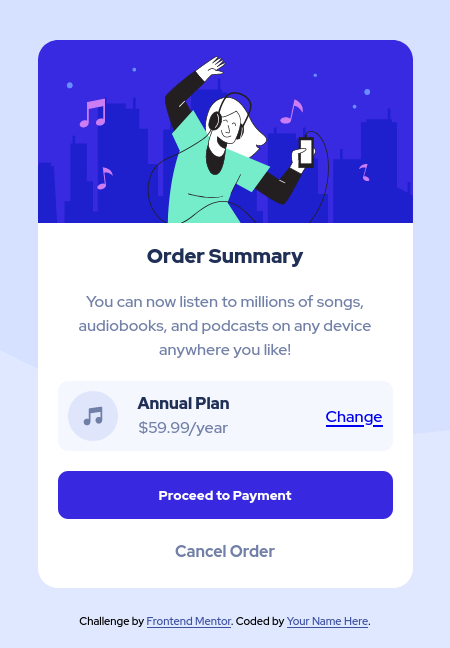 Order Summary
You can now listen to millions of songs,
audiobooks, and podcasts on any device
anywhere you like!
Annual Plan
$59.99/year
Change
Proceed to Payment
Cancel Order
Challenge by Frontend Mentor. Coded by Your Name Here.